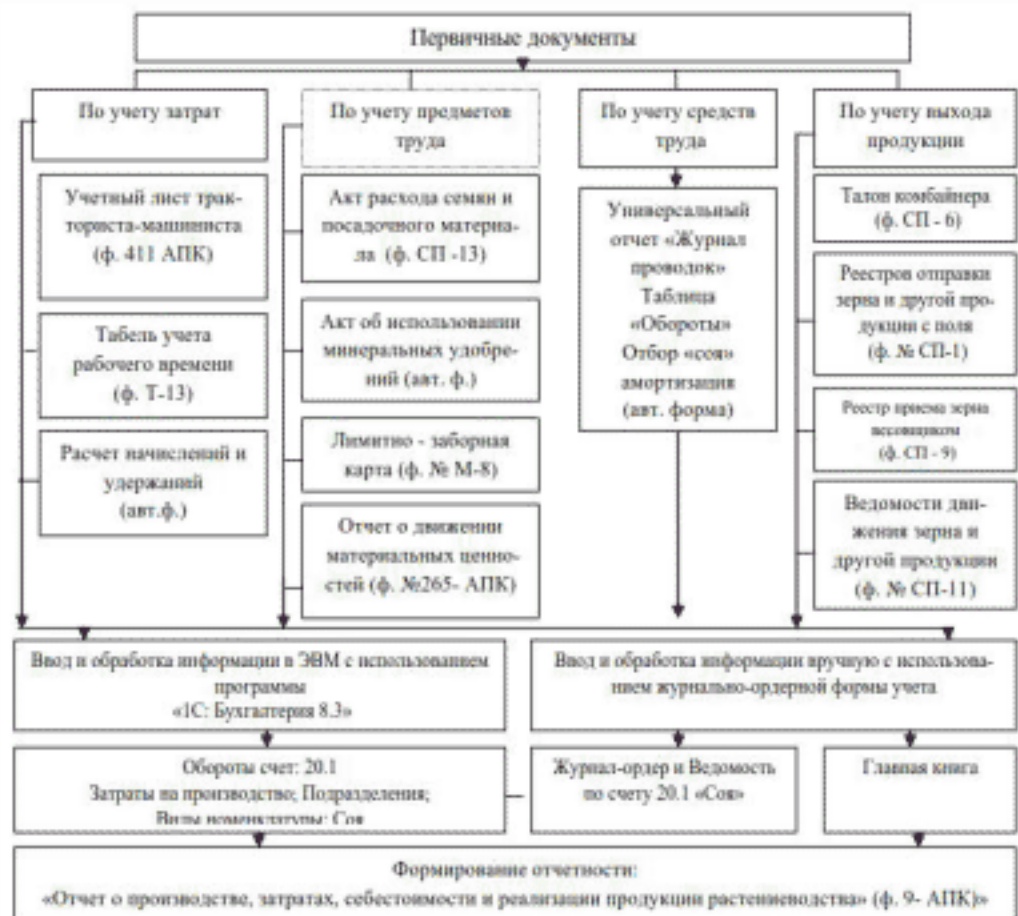 Первичные документы
По учету затрат
Учетный лист трак-
ториста-машиниста
(ф. 411 АПК)
Табель учета
рабочего времени
(ф. Т-13)
Расчет начислений и
удержаний
(авт.ф.)
По учету предметов
труда
Акт расхода семян и
посадочного материа-
ла (ф. СП -13)
Акт об использовании
минеральных удобре-
ний (авт. ф.)
Лимитно - заборная
карта (ф. № М-8)
Отчет о движении
материальных ценно-
стей (ф. №265- АПК)
По учету средств
труда
Универсальный
отчет «Журнал
проводок»
Таблица
«Обороты»
Отбор «соя»
амортизация
(авт. форма)
По учету выхода
продукции
Талон комбайнера
(ф. СП - 6)
Реестров отправки
зерна и другой про-
дукции с поля
(ф. № СП-1)
Реестр приема зерна
весовщиком
(ф. СП - 9)
Ведомости дви-
жения зерна и
другой продукции
(ф. № СП-11)
Ввод и обработка информации в ЭВМ с использованием
программы
«1С: Бухгалтерия 8.3»
Ввод и обработка информации вручную с использова-
нием журнально-ордерной формы учета
Обороты счет: 20.1
Затраты на производство; Подразделения;
Виды номенклатуры: Соя
Журнал-ордер и Ведомость
по счету 20.1 «Соя»
Главная книга
Формирование отчетности:
«Отчет о производстве, затратах, себестоимости и реализации продукции растениеводства» (ф. 9- АПК)»